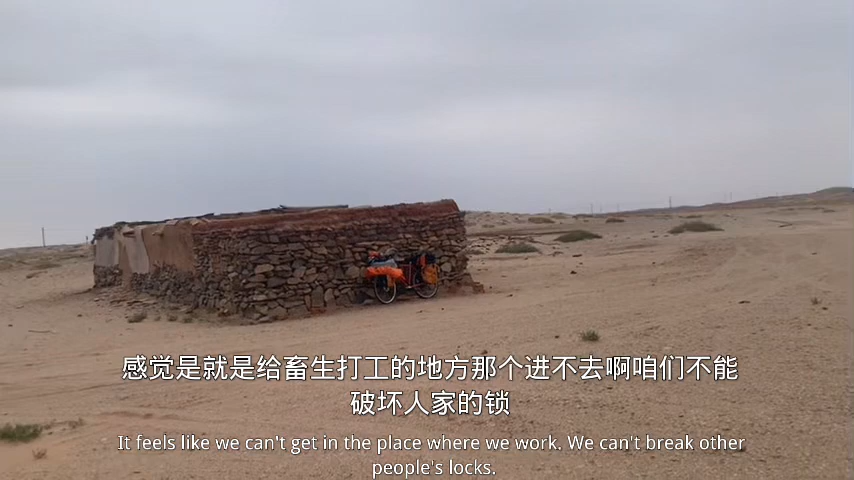 感觉是就是给畜生打工的地方那个进不去啊咱们不能
破坏人家的锁
It feels like we can't get in the place where we work. We can't break other
people's locks.